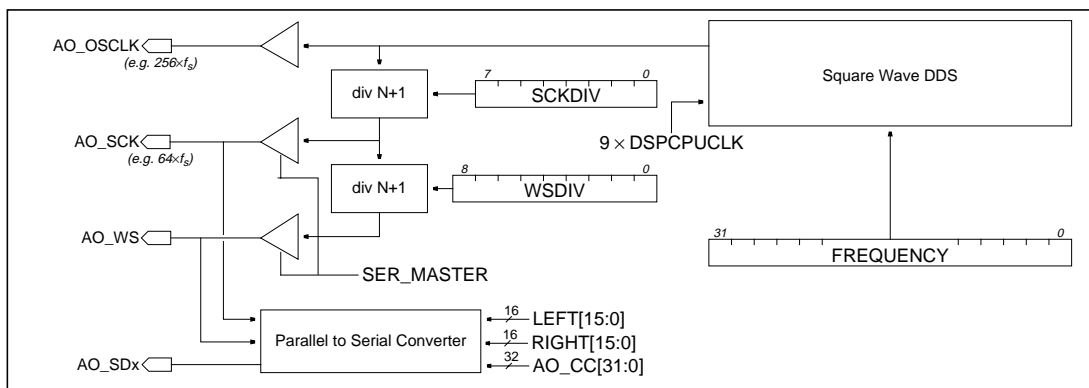 AO_OSCLK
(e.g. 256×fs)
7
0
div N+1
SCKDIV
Square Wave DDS
AO_SCK
(e.g. 64×fs)
9 × DSPCPUCLK
8
0
div N+1
WSDIV
AO_WS
31
0
FREQUENCY
SER_MASTER
Parallel to Serial Converter
16
LEFT[15:0]
16
RIGHT[15:0]
32
AO_CC[31:0]
AO_SDx